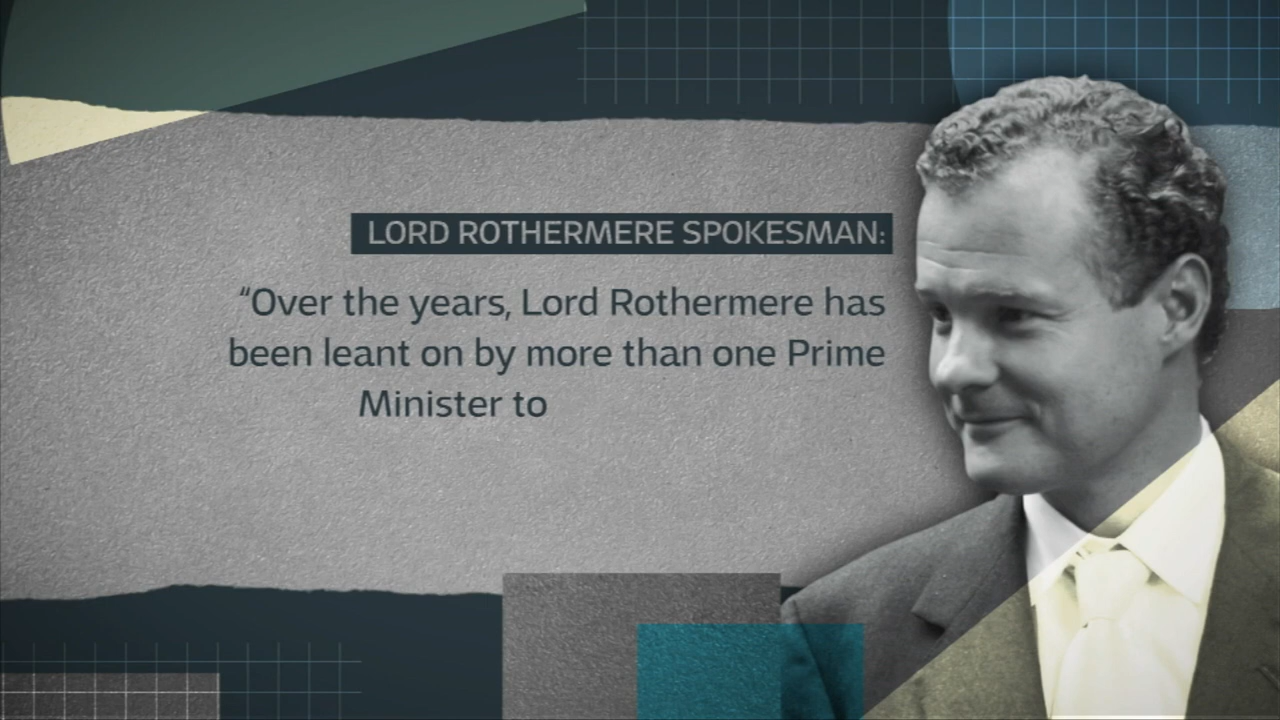 LORD ROTHERMERE SPOKESMAN:
“Over the years, Lord Rothermere has
been leant on by more than one Prime
Minister to